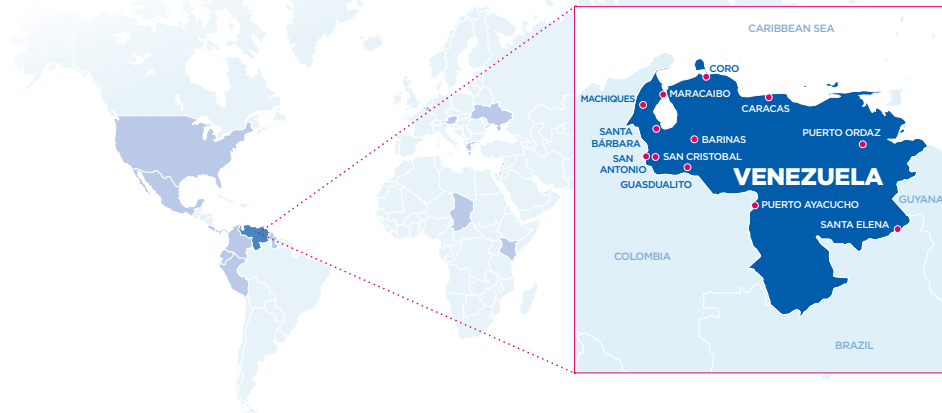 CARIBBEAN SEA
CORO
MARACAIBO
MACHIQUES
CARACAS
SANTA
BÁRBARA
BARINAS
PUERTO ORDAZ
SAN
ANTONIO
SAN CRISTOBAL
GUASDUALITO
VENEZUELA
GUYANA
PUERTO AYACUCHO
SANTA ELENA
COLOMBIA
BRAZIL